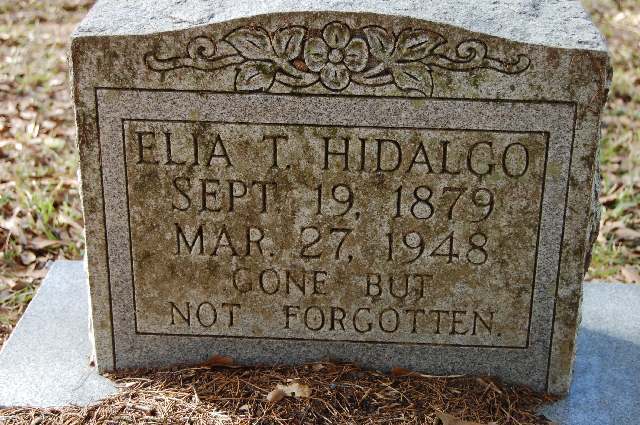 ELIA T. HIDALGO
SEPT. 19, 1879
MAR. 27, 1948
GONE BUT
NOT FORGOTTEN.